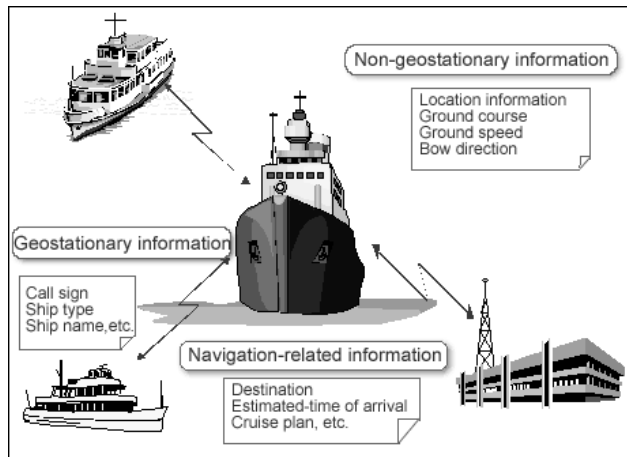 Non-geostationary information
Location information
Ground course
Ground speed
Bow direction
Geostationary information
Call sign
Ship type
Ship name,etc.
Navigation-related information
Destination
Estimated-time of arrival
Cruise plan, etc.